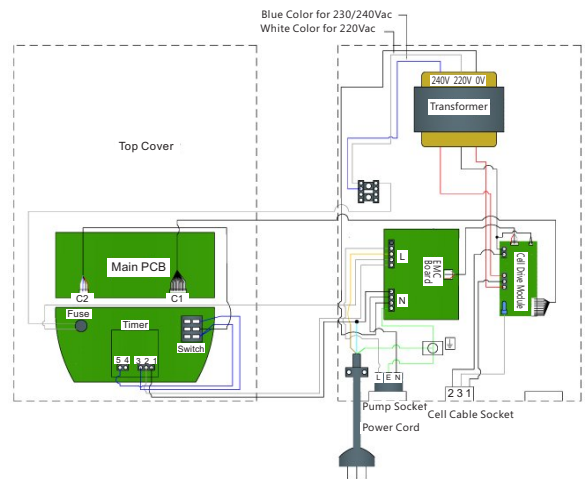 Blue Color for 230/240Vac
White Color for 220Vac
240V 220V 0V
Transformer
Top Cover
Main PCB
C2
C1
Fuse
Timer
5 4
3 2 1
Switch
L
EMC
Board
N
Cell Drive Module
L E N
Pump Socket
2 3 1
Cell Cable Socket
Power Cord